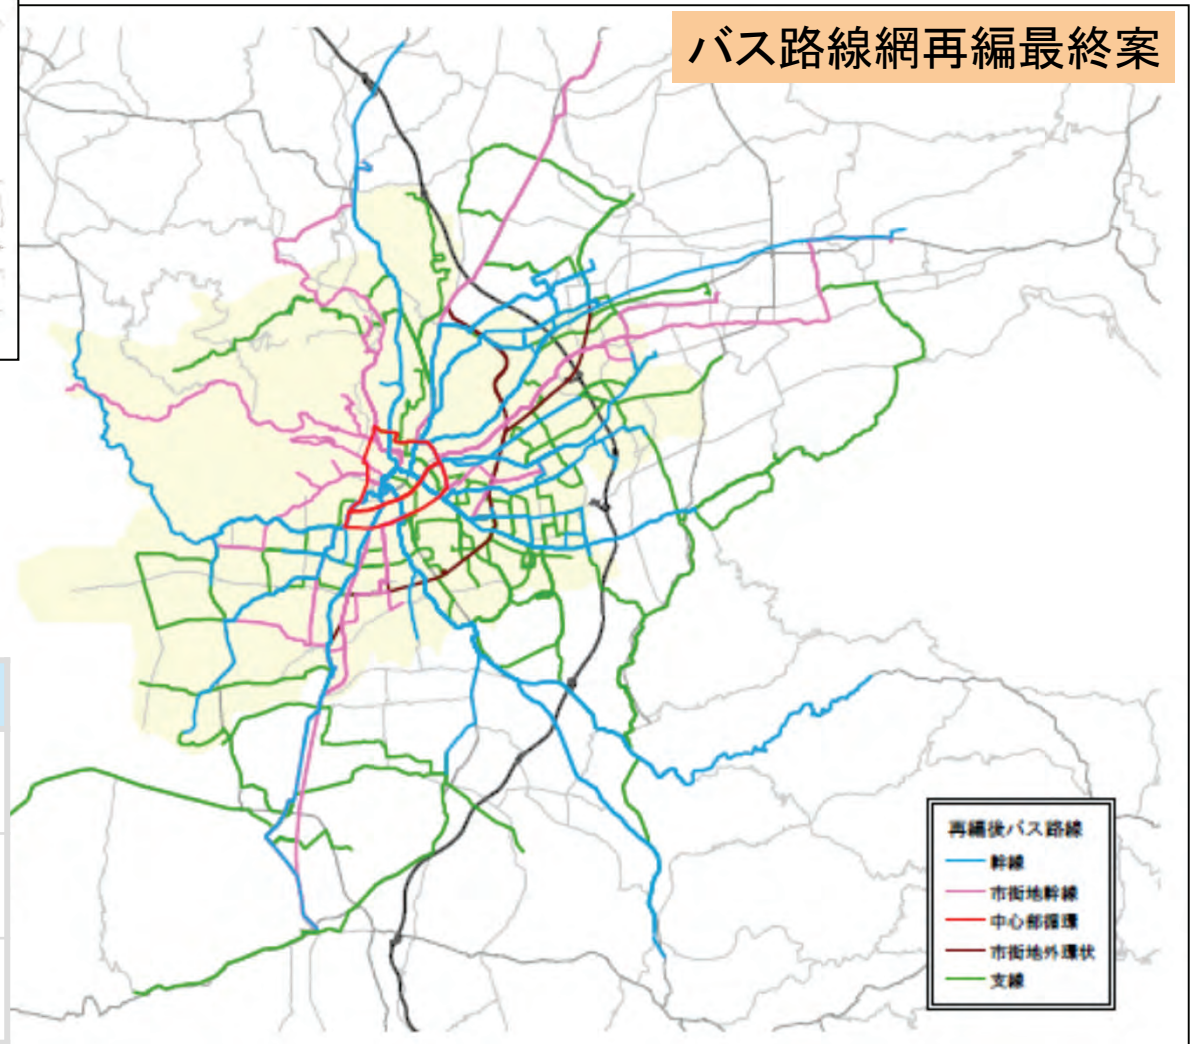 バス路線網再編最終案
再編後バス路線
幹線
市街地幹線
中心部循環
市街地外環状
支線